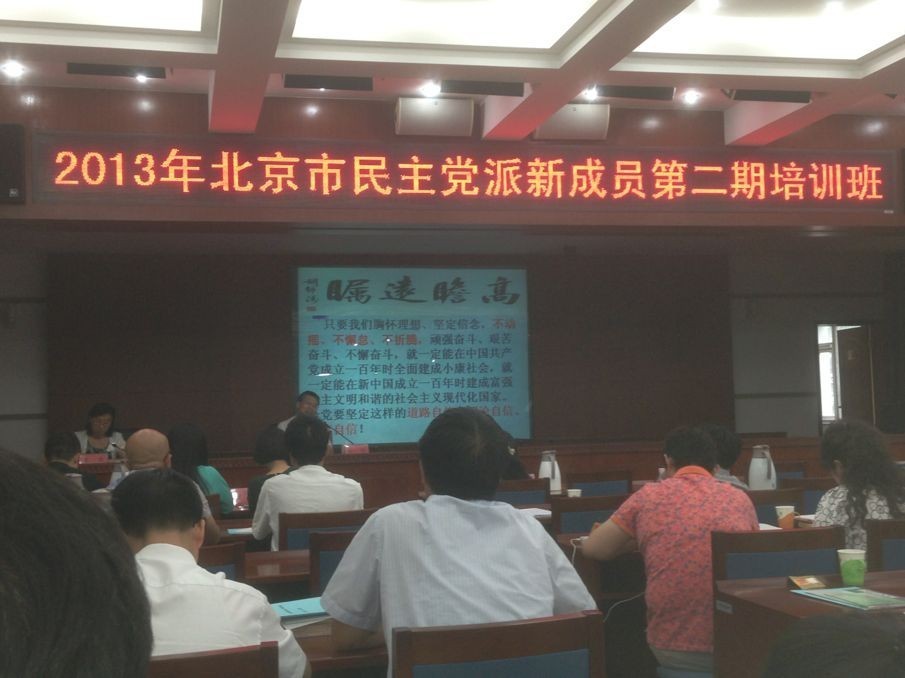 2013年北京市民主党派新成员第二期培训班
高瞻遠瞩
只要我们胸怀理想、坚定信念,不动
摇、不懈怠、不折腾,顽强奋斗、艰苦
奋斗、不懈奋斗,就一定能在中国共产
党成立一百年时全面建成小康社会,就
一定能在新中国成立一百年时建成富强
主文明和谐的社会主义现代化国家。
党要坚定这样的道路自信、理论自信、
自信!